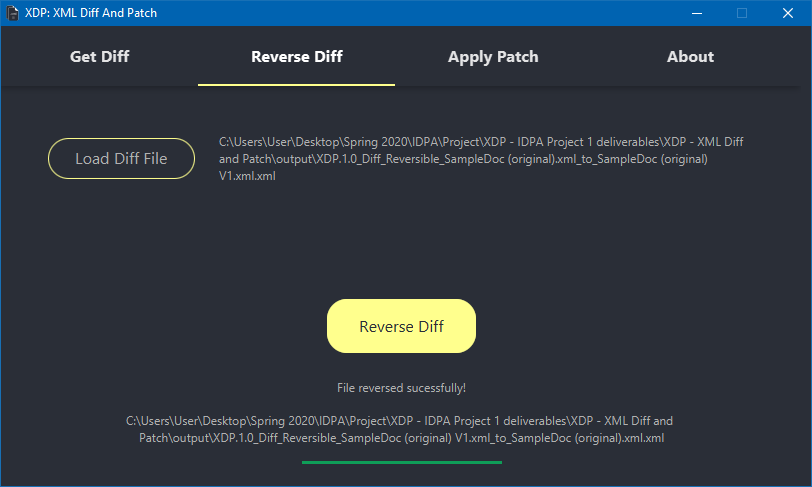 XDP: XML Diff And Patch
Get Diff Reverse Diff Apply Patch About
Load Diff File
C:\Users\User\Desktop\Spring 2020\IDPA\Project\XDP - IDPA Project 1 deliverables\XDP - XML Diff
and Patch\output\XDP.1.0_Diff_Reversible_SampleDoc (original).xml_to_SampleDoc (original)
V1.xml.xml
Reverse Diff
File reversed sucessfully!
C:\Users\User\Desktop\Spring 2020\IDPA\Project\XDP - IDPA Project 1 deliverables\XDP - XML Diff and
Patch\output\XDP.1.0_Diff_Reversible_SampleDoc (original) V1.xml_to_SampleDoc (original).xml.xml